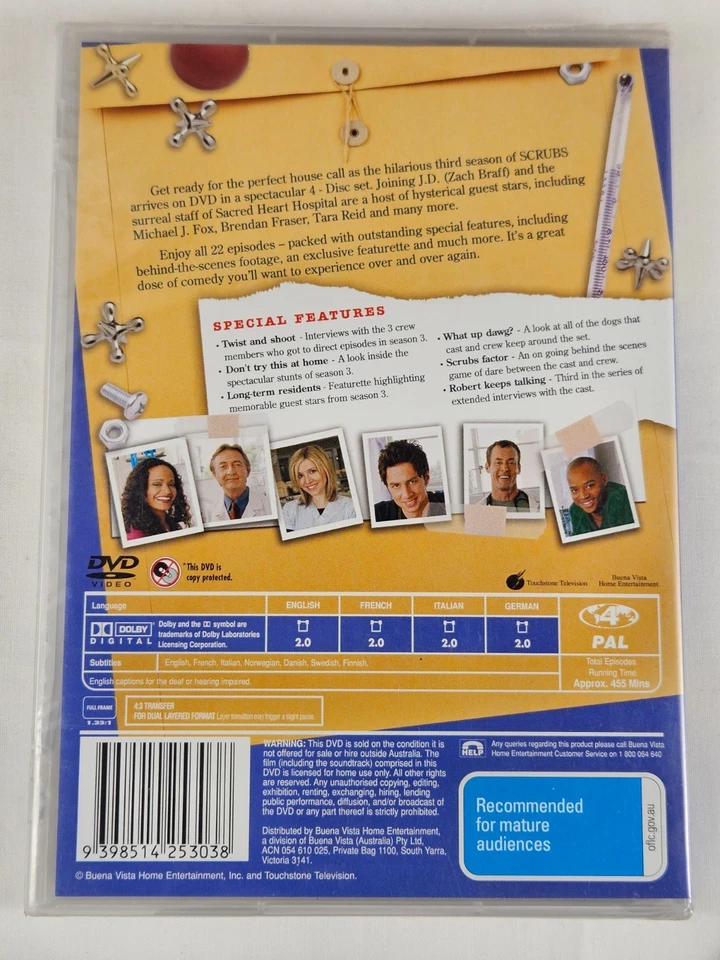 Get ready for the perfect house call as the hilarious third season of SCRUBS
arrives on DVD in a spectacular 4 - Disc set. Joining J.D. (Zach Braff) and the
surreal staff of Sacred Heart Hospital are a host of hysterical guest stars, including
Michael J. Fox, Brendan Fraser, Tara Reid and many more.
Enjoy all 22 episodes – packed with outstanding special features, including
behind-the-scenes footage, an exclusive featurette and much more. It's a great
dose of comedy you'll want to experience over and over again.
SPECIAL FEATURES
• Twist and shoot - Interviews with the 3 crew
members who got to direct episodes in season 3.
• Don't try this at home - A look inside the
spectacular stunts of season 3.
• Long-term residents - Featurette highlighting
memorable guest stars from season 3.
• What up dawg? - A look at all of the dogs that
cast and crew keep around the set.
• Scrubs factor - An on going behind the scenes
game of dare between the cast and crew.
• Robert keeps talking - Third in the series of
extended interviews with the cast.
DVD
VIDEO
*This DVD is
copy protected.
Touchstone Television
Buena Vista
Home Entertainment
Language
ENGLISH
FRENCH
ITALIAN
GERMAN
DOLBY
DIGITAL
Dolby and the DD symbol are
trademarks of Dolby Laboratories
Licensing Corporation.
2.0
2.0
2.0
2.0
Subtitles
English, French, Italian, Norwegian, Danish, Swedish, Finnish.
English captions for the deaf or hearing impaired.
4
PAL
Total Episodes
Running Time
Approx. 455 Mins
FULL FRAME
1.33:1
4:3 TRANSFER
FOR DUAL LAYERED FORMAT Layer transition may trigger a slight pause.
9 398514 253038
WARNING: This DVD is sold on the condition it is
not offered for sale or hire outside Australia. The
film (including the soundtrack) comprised in this
DVD is licensed for home use only. All other rights
are reserved. Any unauthorised copying, editing,
exhibition, renting, exchanging, hiring, lending
public performance, diffusion, and/or broadcast of
the DVD or any part thereof is strictly prohibited.
Distributed by Buena Vista Home Entertainment,
a division of Buena Vista (Australia) Pty Ltd,
ACN 054 610 025, Private Bag 1100, South Yarra,
Victoria 3141.
HELP
Any queries regarding this product please call Buena Vista
Home Entertainment Customer Service on 1 800 064 640
Recommended
for mature
audiences
oflc.gov.au
© Buena Vista Home Entertainment, Inc. and Touchstone Television.